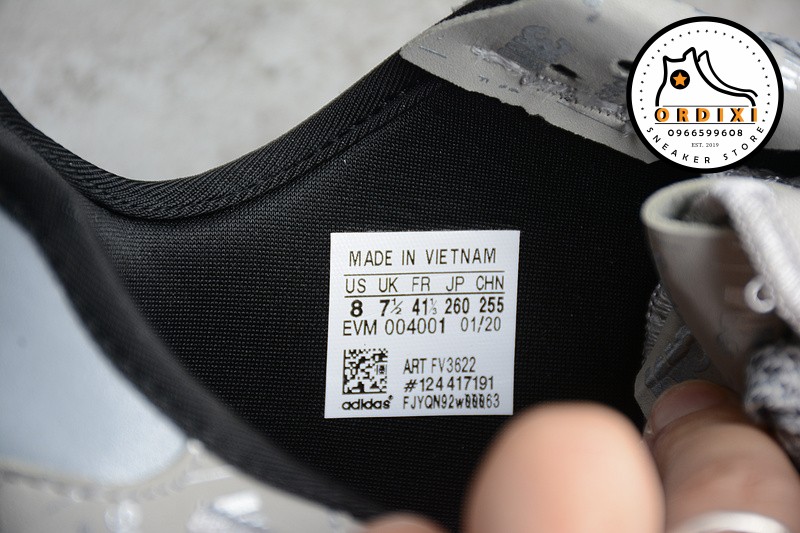 ORDIXI
0966599608
EST. 2019
SNEAKER STORE
MADE IN VIETNAM
US UK FR JP CHN
8 7½ 41⅓ 260 255
EVM 004001 01/20
ART FV3622
#124417191
adidas®